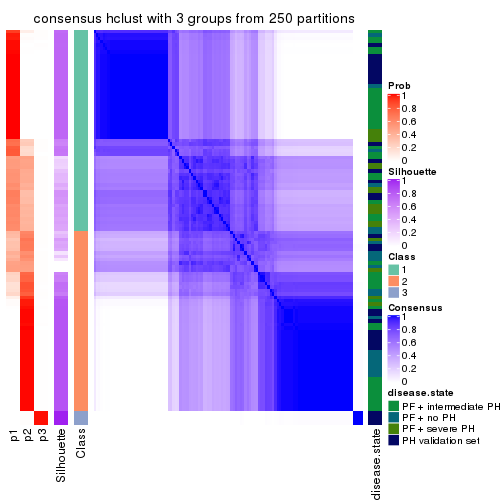 consensus hclust with 3 groups from 250 partitions
p1
p2
p3
Silhouette
Class
disease.state
Prob
1
0.8
0.6
0.4
0.2
0
Silhouette
1
0.8
0.6
0.4
0.2
0
Class
1
2
3
Consensus
1
0.8
0.6
0.4
0.2
0
disease.state
PF + intermediate PH
PF + no PH
PF + severe PH
PH validation set